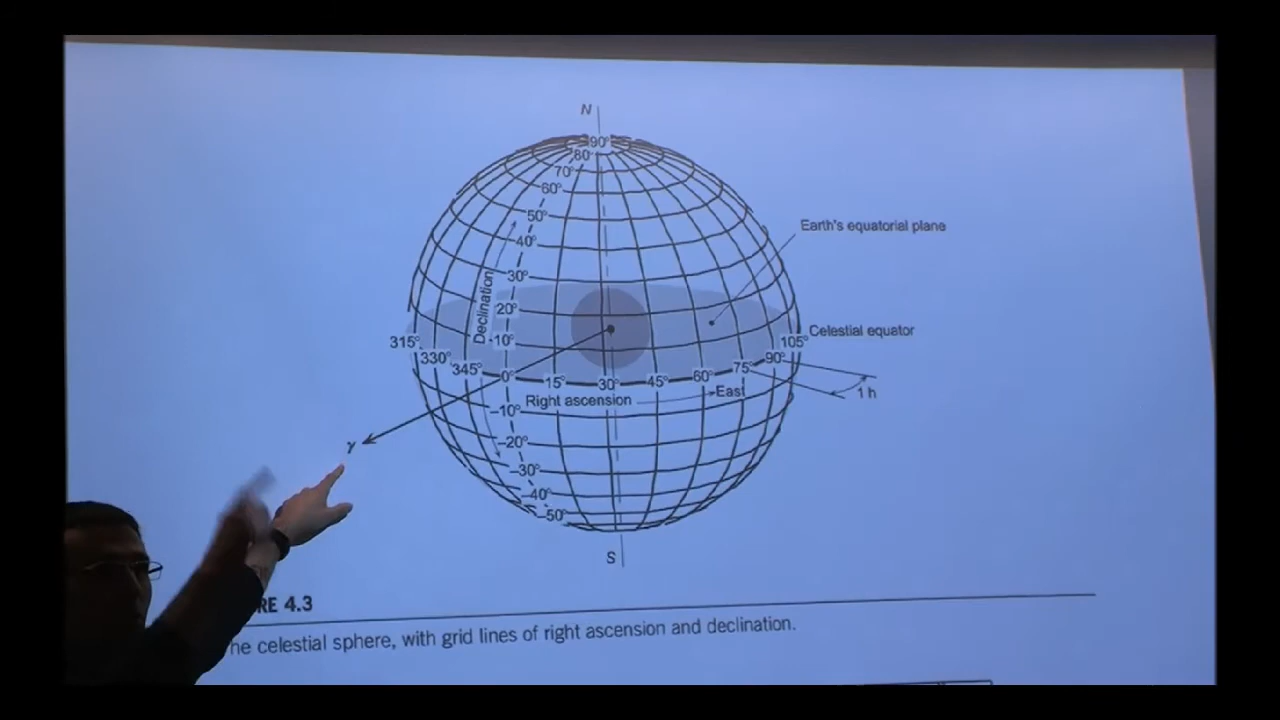 N
90°
80°
70°
60°
50°
40°
30°
20°
10°
Declination
Earth's equatorial plane
Celestial equator
315°
330°
345°
0°
15°
30°
45°
60°
75°
90°
105°
1 h
Right ascension
East
γ
–10°
–20°
–30°
–40°
–50°
S
RE 4.3
he celestial sphere, with grid lines of right ascension and declination.